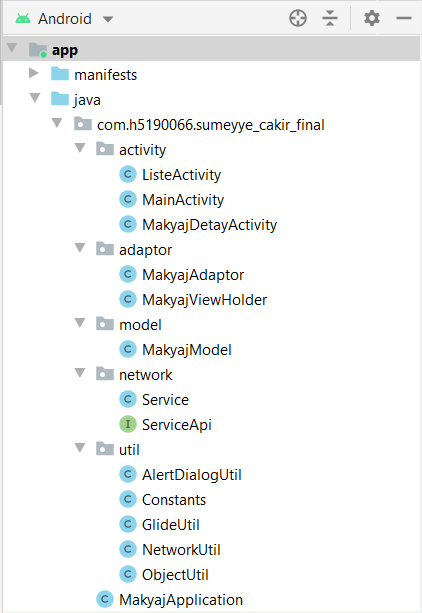 Android
app
manifests
java
com.h5190066.sumeyye_cakir_final
activity
C ListeActivity
C MainActivity
C MakyajDetayActivity
adaptor
C MakyajAdaptor
C MakyajViewHolder
model
C MakyajModel
network
C Service
I ServiceApi
util
C AlertDialogUtil
C Constants
C GlideUtil
C NetworkUtil
C ObjectUtil
C MakyajApplication